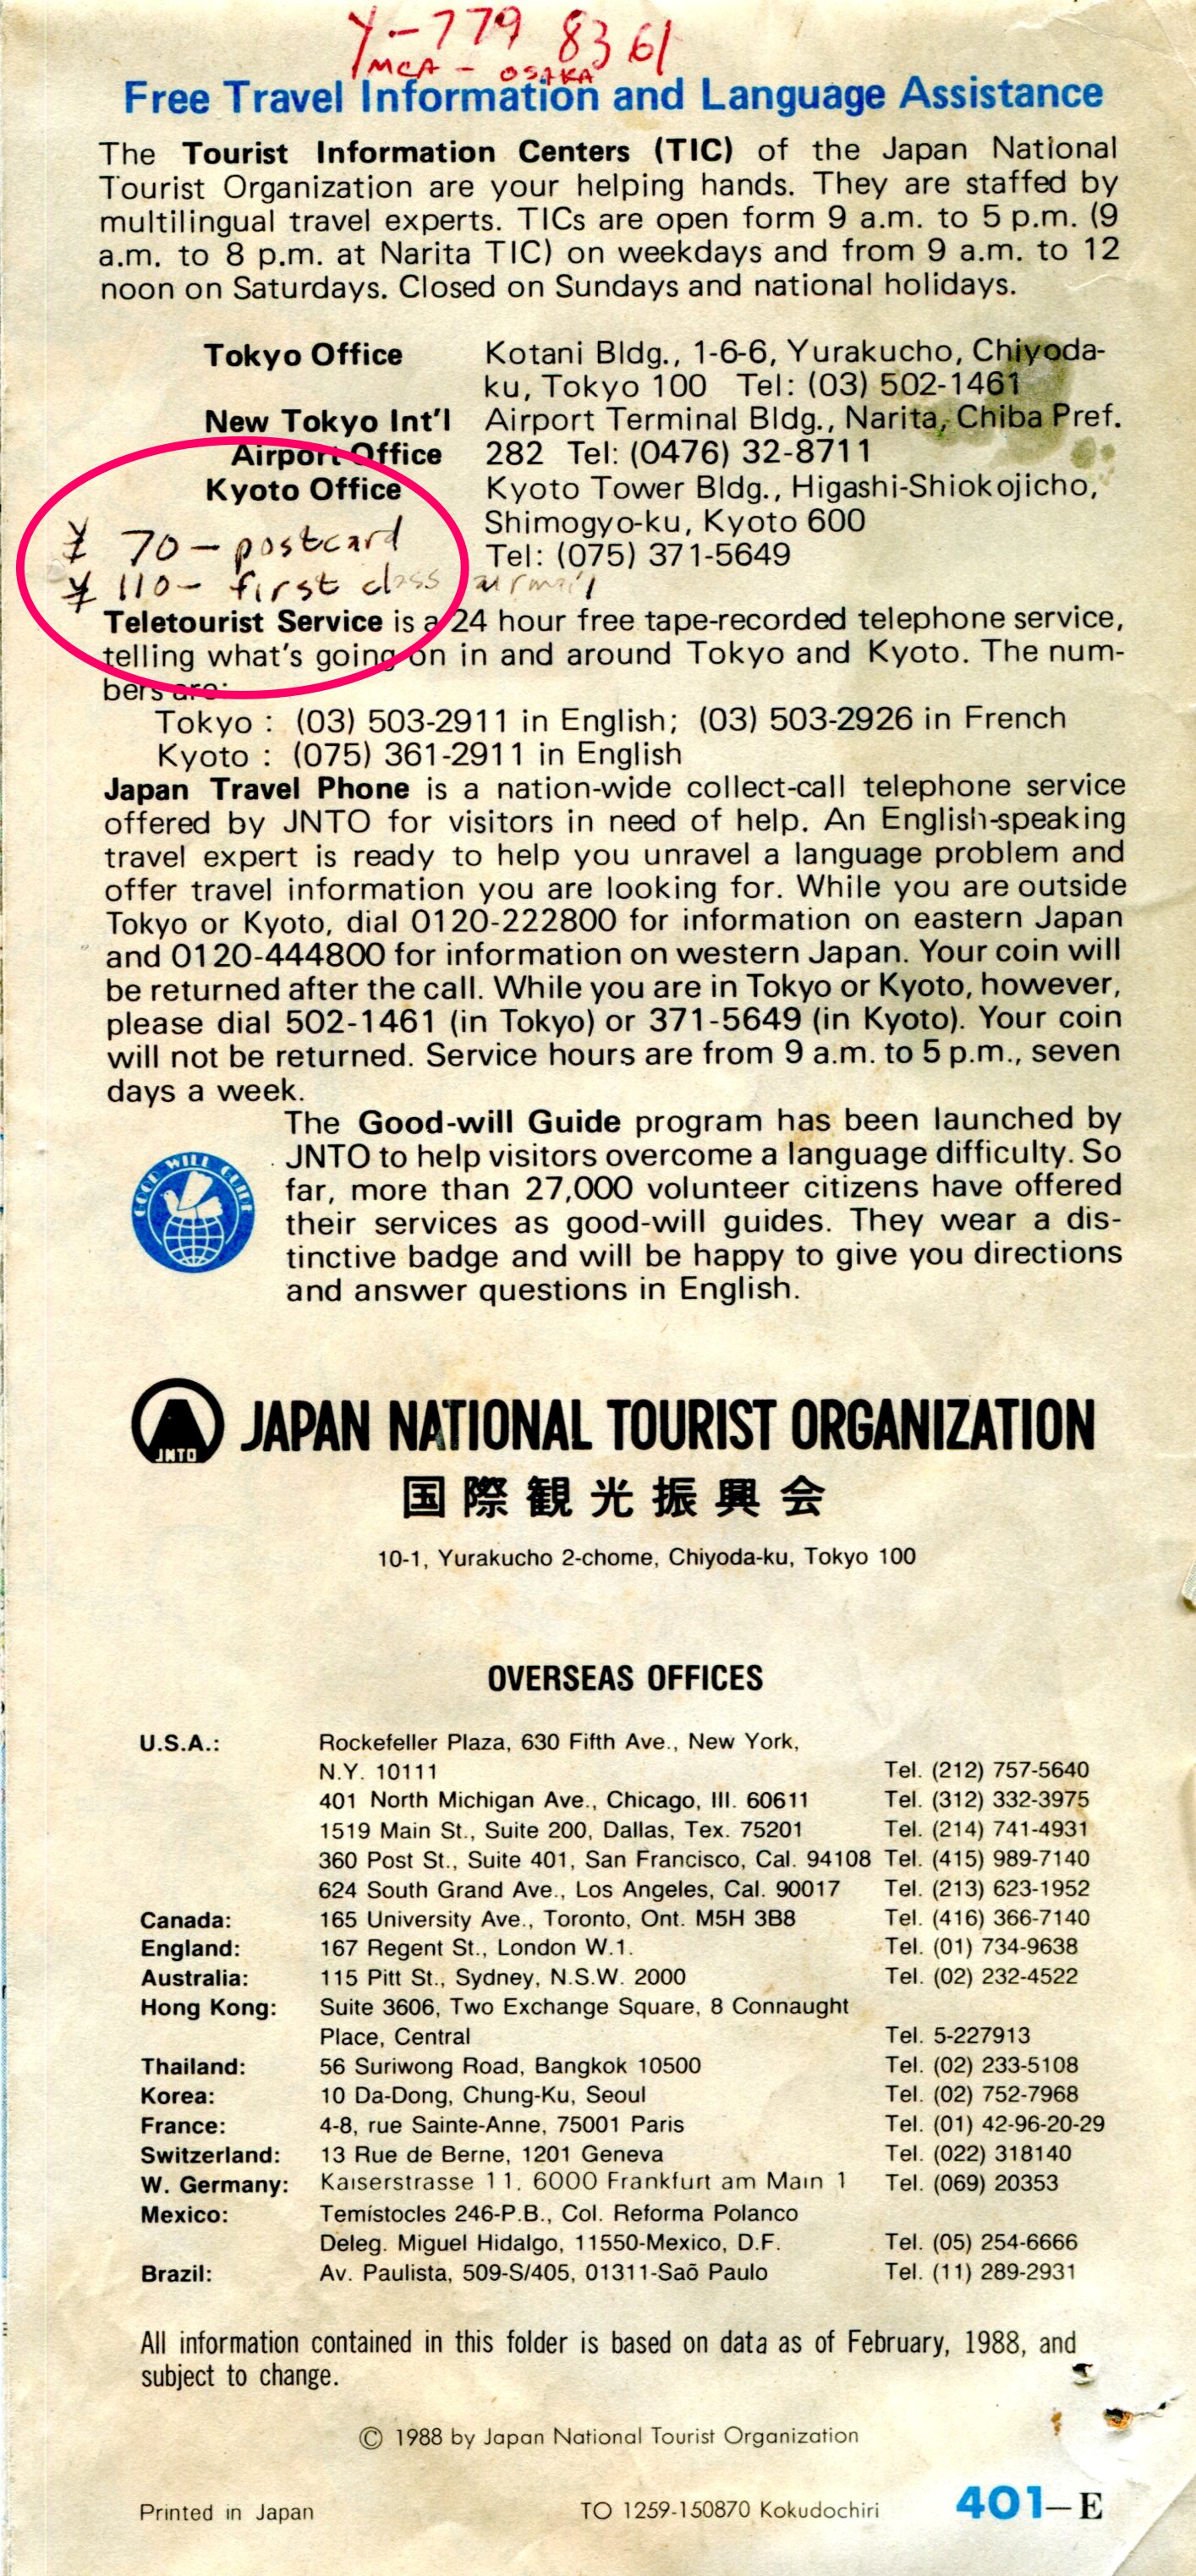 Y-779 8361
YMCA - OSAKA
Free Travel Information and Language Assistance
The Tourist Information Centers (TIC) of the Japan National
Tourist Organization are your helping hands. They are staffed by
multilingual travel experts. TICs are open form 9 a.m. to 5 p.m. (9
a.m. to 8 p.m. at Narita TIC) on weekdays and from 9 a.m. to 12
noon on Saturdays. Closed on Sundays and national holidays.
Tokyo Office Kotani Bldg., 1-6-6, Yurakucho, Chiyoda-
ku, Tokyo 100 Tel: (03) 502-1461
New Tokyo Int'l Airport Terminal Bldg., Narita, Chiba Pref.
Airport Office 282 Tel: (0476) 32-8711
Kyoto Office Kyoto Tower Bldg., Higashi-Shiokojicho,
Shimogyo-ku, Kyoto 600
¥ 70 - postcard Tel: (075) 371-5649
¥ 110 - first class airmail
Teletourist Service is a 24 hour free tape-recorded telephone service,
telling what's going on in and around Tokyo and Kyoto. The num-
bers are:
Tokyo : (03) 503-2911 in English; (03) 503-2926 in French
Kyoto : (075) 361-2911 in English
Japan Travel Phone is a nation-wide collect-call telephone service
offered by JNTO for visitors in need of help. An English-speaking
travel expert is ready to help you unravel a language problem and
offer travel information you are looking for. While you are outside
Tokyo or Kyoto, dial 0120-222800 for information on eastern Japan
and 0120-444800 for information on western Japan. Your coin will
be returned after the call. While you are in Tokyo or Kyoto, however,
please dial 502-1461 (in Tokyo) or 371-5649 (in Kyoto). Your coin
will not be returned. Service hours are from 9 a.m. to 5 p.m., seven
days a week.
The Good-will Guide program has been launched by
JNTO to help visitors overcome a language difficulty. So
far, more than 27,000 volunteer citizens have offered
their services as good-will guides. They wear a dis-
tinctive badge and will be happy to give you directions
and answer questions in English.
GOOD WILL GUIDE
JNTO JAPAN NATIONAL TOURIST ORGANIZATION
国際観光振興会
10-1, Yurakucho 2-chome, Chiyoda-ku, Tokyo 100
OVERSEAS OFFICES
U.S.A.: Rockefeller Plaza, 630 Fifth Ave., New York,
N.Y. 10111 Tel. (212) 757-5640
401 North Michigan Ave., Chicago, III. 60611 Tel. (312) 332-3975
1519 Main St., Suite 200, Dallas, Tex. 75201 Tel. (214) 741-4931
360 Post St., Suite 401, San Francisco, Cal. 94108 Tel. (415) 989-7140
624 South Grand Ave., Los Angeles, Cal. 90017 Tel. (213) 623-1952
Canada: 165 University Ave., Toronto, Ont. M5H 3B8 Tel. (416) 366-7140
England: 167 Regent St., London W.1. Tel. (01) 734-9638
Australia: 115 Pitt St., Sydney, N.S.W. 2000 Tel. (02) 232-4522
Hong Kong: Suite 3606, Two Exchange Square, 8 Connaught
Place, Central Tel. 5-227913
Thailand: 56 Suriwong Road, Bangkok 10500 Tel. (02) 233-5108
Korea: 10 Da-Dong, Chung-Ku, Seoul Tel. (02) 752-7968
France: 4-8, rue Sainte-Anne, 75001 Paris Tel. (01) 42-96-20-29
Switzerland: 13 Rue de Berne, 1201 Geneva Tel. (022) 318140
W. Germany: Kaiserstrasse 11, 6000 Frankfurt am Main 1 Tel. (069) 20353
Mexico: Temístocles 246-P.B., Col. Reforma Polanco
Deleg. Miguel Hidalgo, 11550-Mexico, D.F. Tel. (05) 254-6666
Brazil: Av. Paulista, 509-S/405, 01311-Saõ Paulo Tel. (11) 289-2931
All information contained in this folder is based on data as of February, 1988, and
subject to change.
© 1988 by Japan National Tourist Organization
Printed in Japan TO 1259-150870 Kokudochiri 401-E